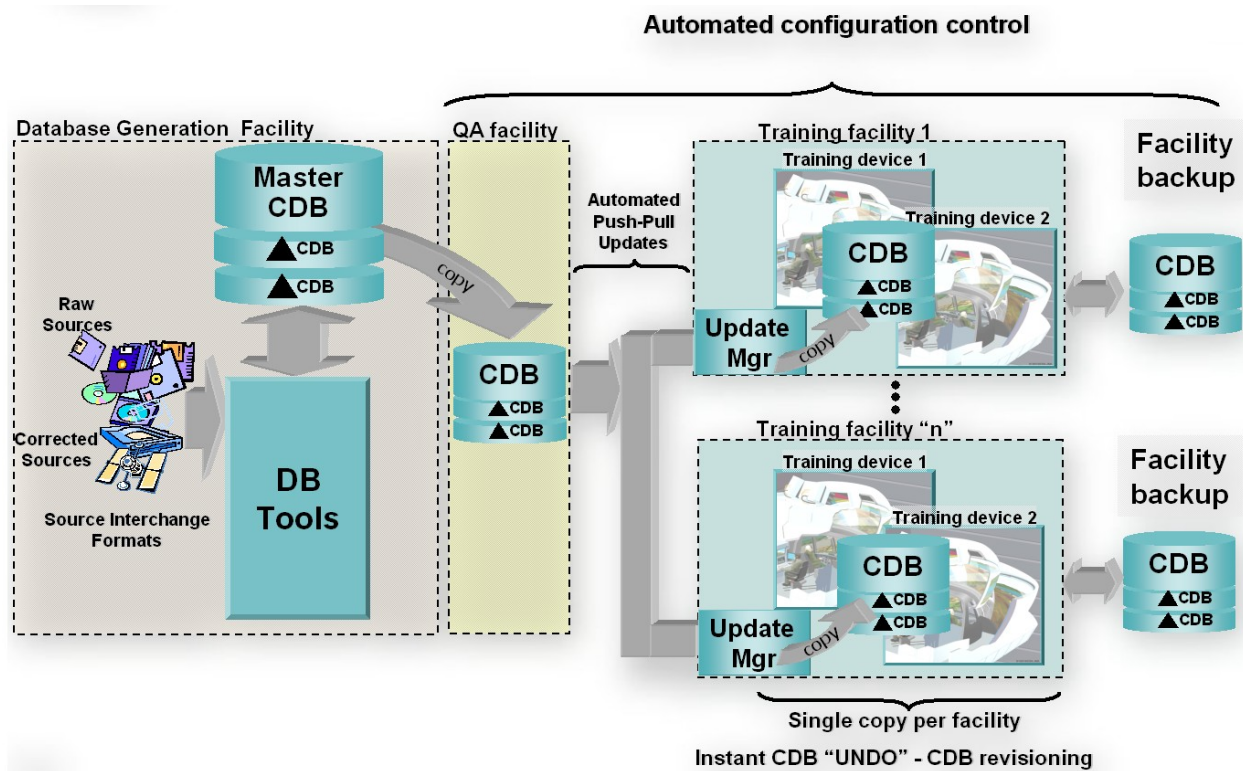 Automated configuration control
Database Generation Facility
QA facility
Training facility 1
Facility
backup
Master
CDB
▲CDB
▲CDB
Automated
Push-Pull
Updates
Training device 1
Training device 2
CDB
▲CDB
▲CDB
CDB
▲CDB
▲CDB
copy
Raw
Sources
Update
Mgr
copy
CDB
▲CDB
▲CDB
Corrected
Sources
DB
Tools
Source Interchange
Formats
Training facility “n”
Training device 1
Training device 2
Facility
backup
CDB
▲CDB
▲CDB
CDB
▲CDB
▲CDB
Update
Mgr
copy
Single copy per facility
Instant CDB “UNDO” - CDB revisioning